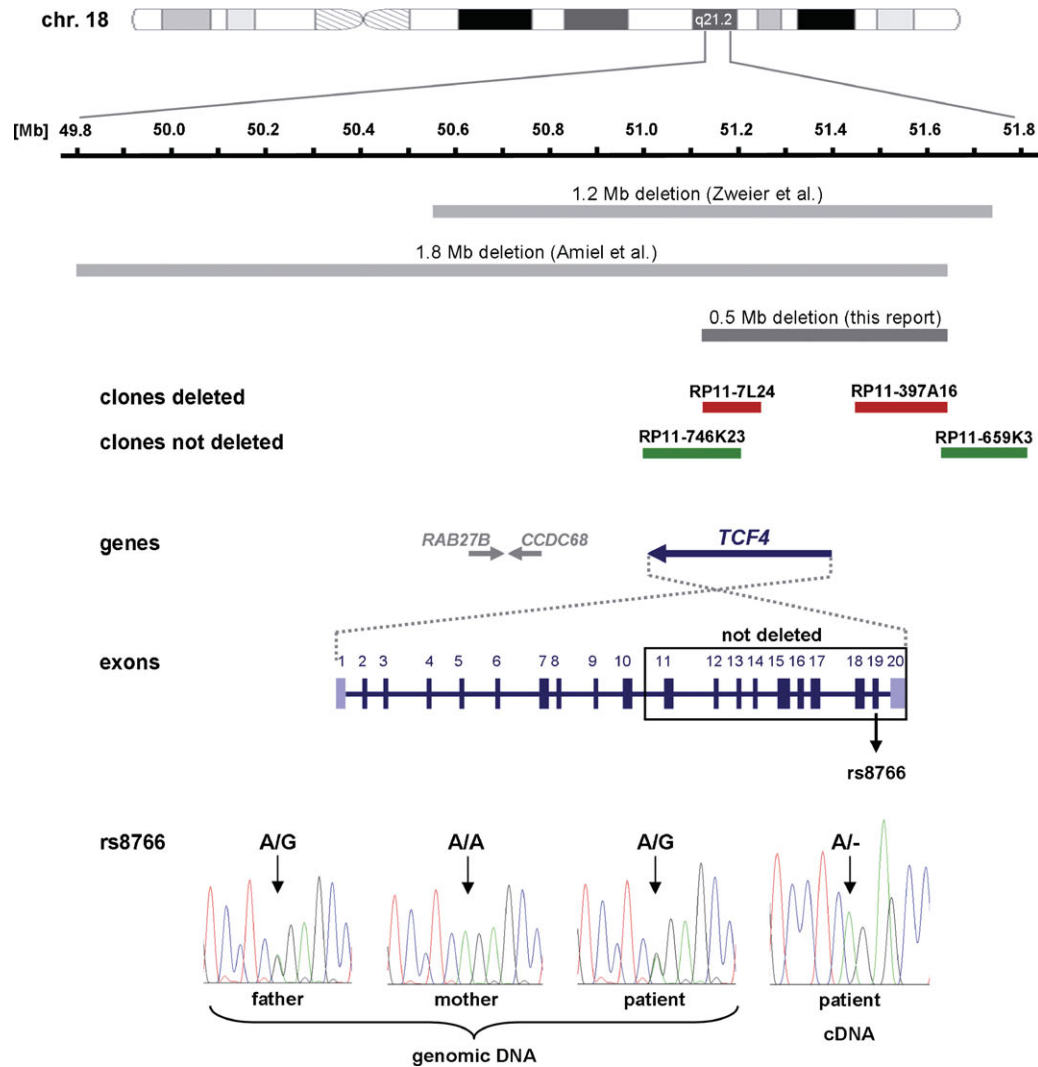 chr. 18
q21.2
[Mb] 49.8 50.0 50.2 50.4 50.6 50.8 51.0 51.2 51.4 51.6 51.8
1.2 Mb deletion (Zweier et al.)
1.8 Mb deletion (Amiel et al.)
0.5 Mb deletion (this report)
clones deleted RP11-7L24 RP11-397A16
clones not deleted RP11-746K23 RP11-659K3
genes RAB27B CCDC68 TCF4
not deleted
exons 1 2 3 4 5 6 7 8 9 10 11 12 13 14 15 16 17 18 19 20
rs8766
rs8766 A/G A/A A/G A/-
father mother patient patient
cDNA
genomic DNA